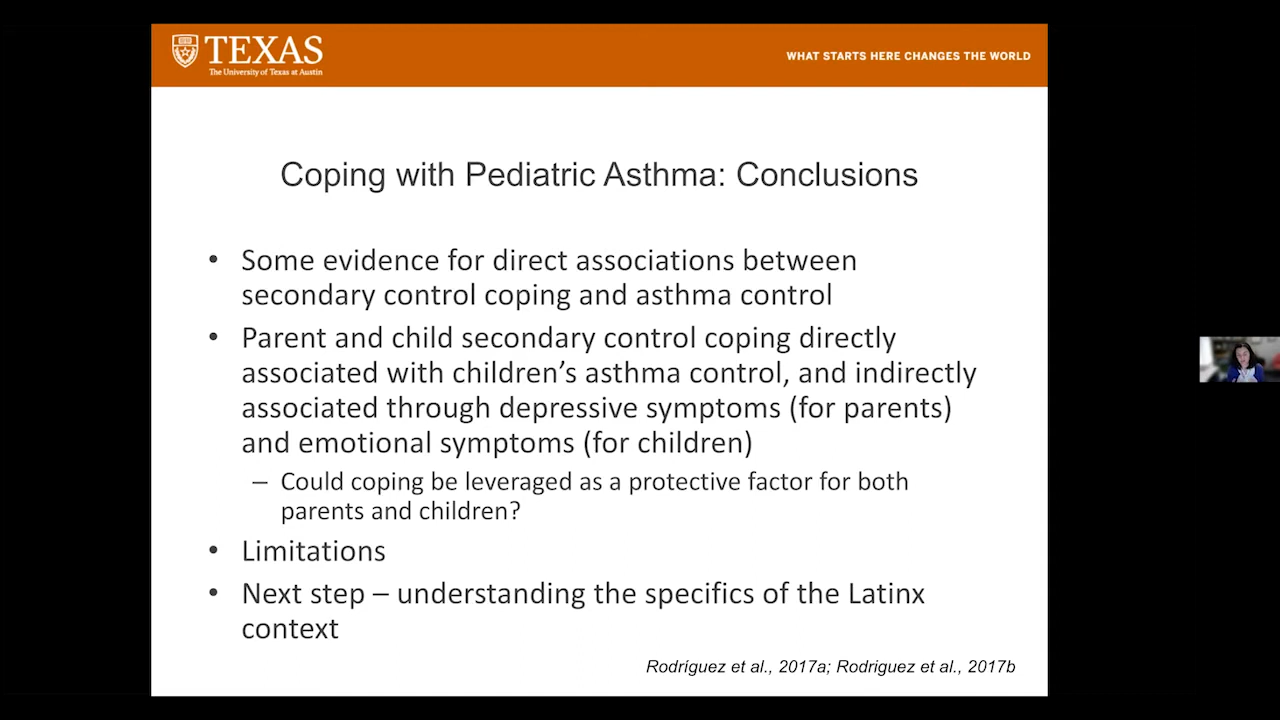 TEXAS
The University of Texas at Austin
WHAT STARTS HERE CHANGES THE WORLD
Coping with Pediatric Asthma: Conclusions
• Some evidence for direct associations between
secondary control coping and asthma control
• Parent and child secondary control coping directly
associated with children’s asthma control, and indirectly
associated through depressive symptoms (for parents)
and emotional symptoms (for children)
– Could coping be leveraged as a protective factor for both
parents and children?
• Limitations
• Next step – understanding the specifics of the Latinx
context
Rodríguez et al., 2017a; Rodriguez et al., 2017b